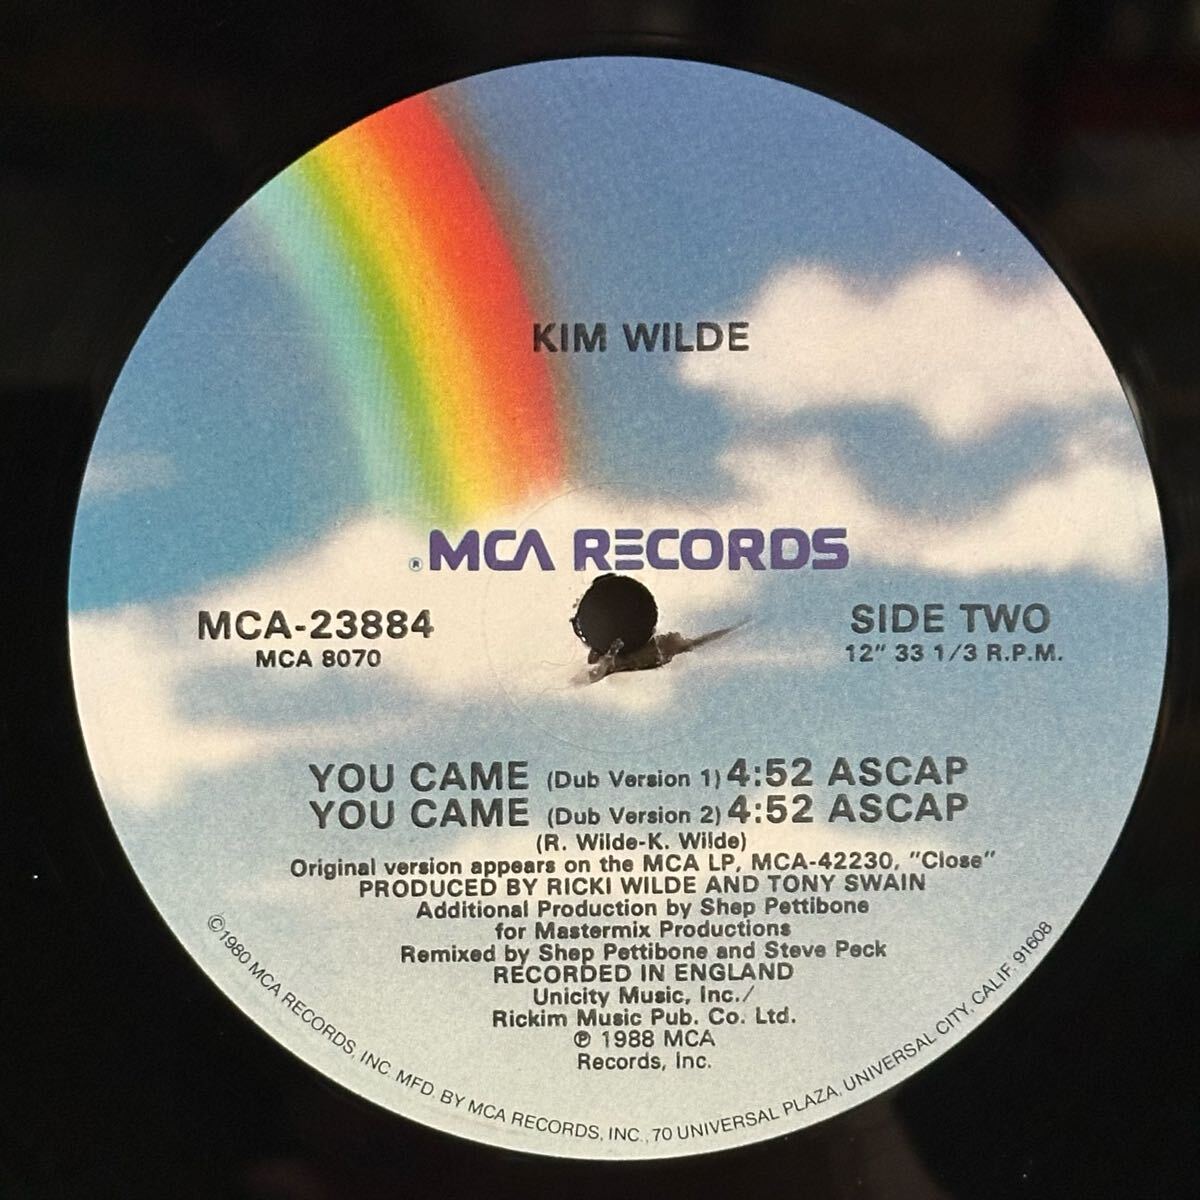 KIM WILDE
® MCA RECORDS
MCA-23884
MCA 8070
SIDE TWO
12" 33 1/3 R.P.M.
YOU CAME (Dub Version 1) 4:52 ASCAP
YOU CAME (Dub Version 2) 4:52 ASCAP
(R. Wilde-K. Wilde)
Original version appears on the MCA LP, MCA-42230, "Close"
PRODUCED BY RICKI WILDE AND TONY SWAIN
Additional Production by Shep Pettibone
for Mastermix Productions
Remixed by Shep Pettibone and Steve Peck
RECORDED IN ENGLAND
Unicity Music, Inc./
Rickim Music Pub. Co. Ltd.
℗ 1988 MCA
Records, Inc.
©1980 MCA RECORDS, INC. MFD. BY MCA RECORDS, INC., 70 UNIVERSAL PLAZA, UNIVERSAL CITY, CALIF. 91608